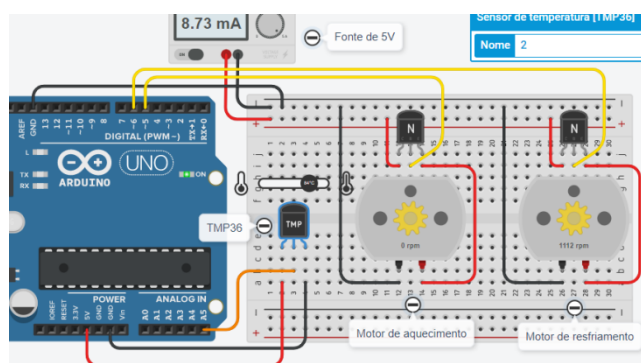 8.73 mA
Fonte de 5V
Sensor de temperatura [TMP36]
Nome 2
AREF
GND
13
12
~11
~10
~9
8
7
~6
~5
4
~3
2
TX→1
RX←0
DIGITAL (PWM~)
L
TX
RX
UNO
ON
ARDUINO
N
N
TMP
TMP36
0 rpm
1112 rpm
POWER
ANALOG IN
IOREF
RESET
3.3V
5V
GND
GND
Vin
A0
A1
A2
A3
A4
A5
Motor de aquecimento
Motor de resfriamento